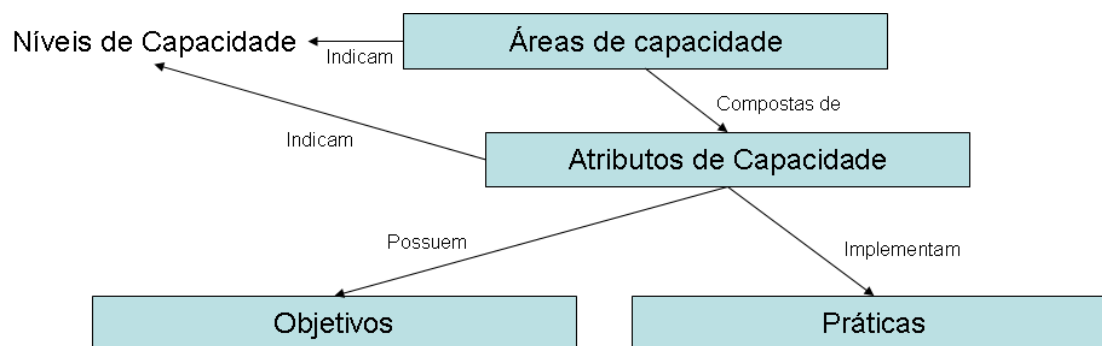 Níveis de Capacidade
Indicam
Áreas de capacidade
Compostas de
Indicam
Atributos de Capacidade
Possuem
Implementam
Objetivos
Práticas